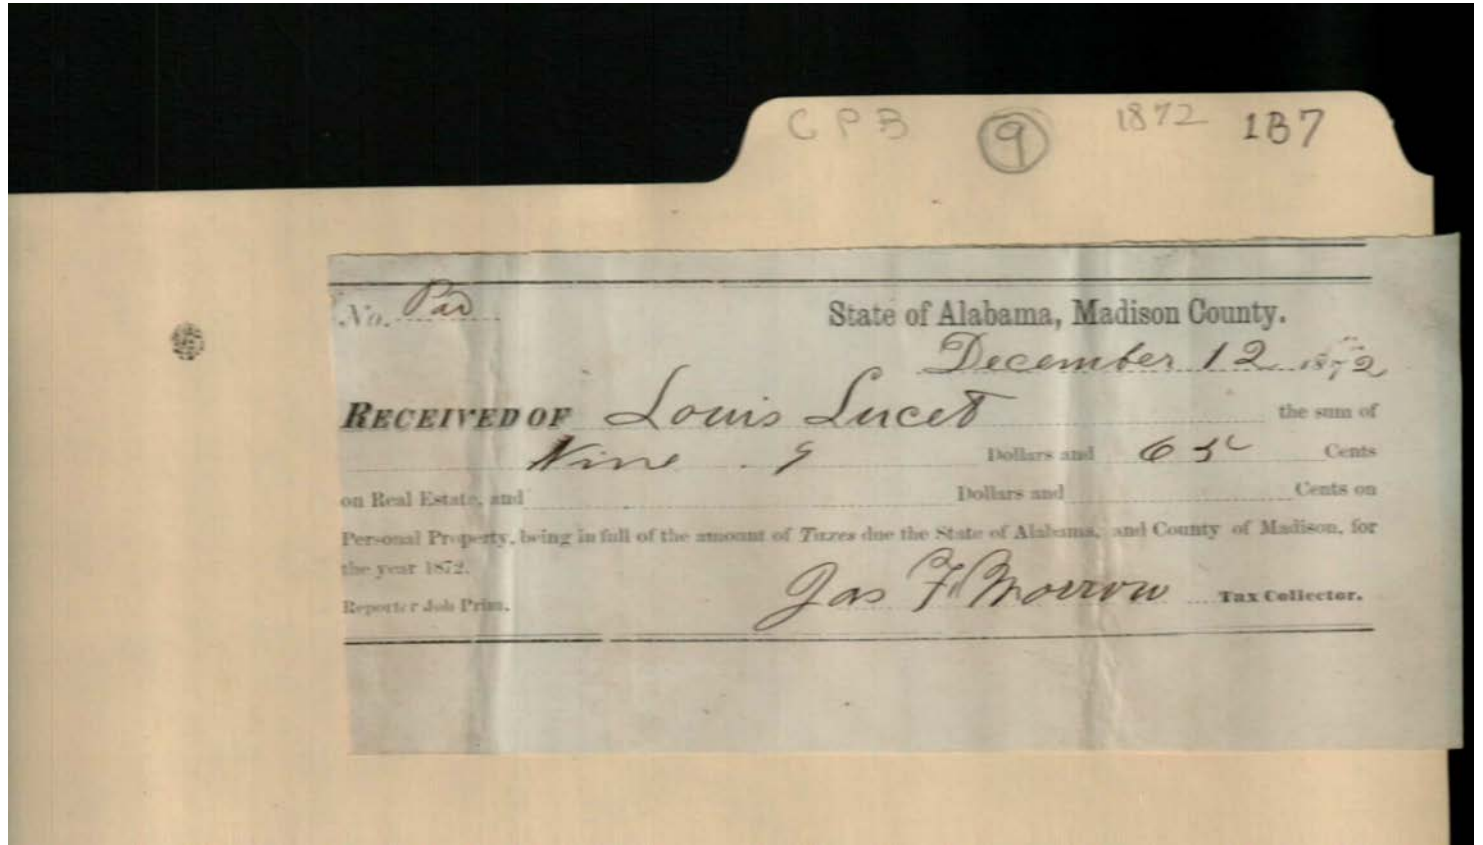 CPB 9 1872 1B7
No. Pad
State of Alabama, Madison County.
December 12 1872
RECEIVED OF Louis Lucet the sum of
Nine Dollars and 65 Cents
on Real Estate, and Dollars and Cents on
Personal Property, being in full of the amount of Taxes due the State of Alabama, and County of Madison, for
the year 1872.
Jas F. Morrow Tax Collector.
Reporter Job Print.